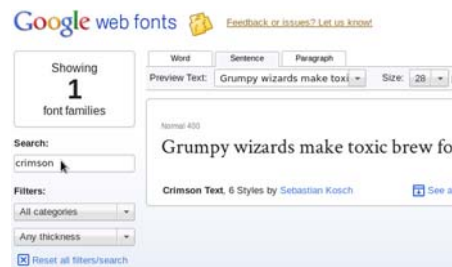 Google web fonts
Feedback or issues? Let us know!
Showing
1
font families
Word Sentence Paragraph
Preview Text: Grumpy wizards make toxi Size: 28
Search:
crimson
Filters:
All categories
Any thickness
Reset all filters/search
Normal 400
Grumpy wizards make toxic brew fo
Crimson Text, 6 Styles by Sebastian Kosch
See a